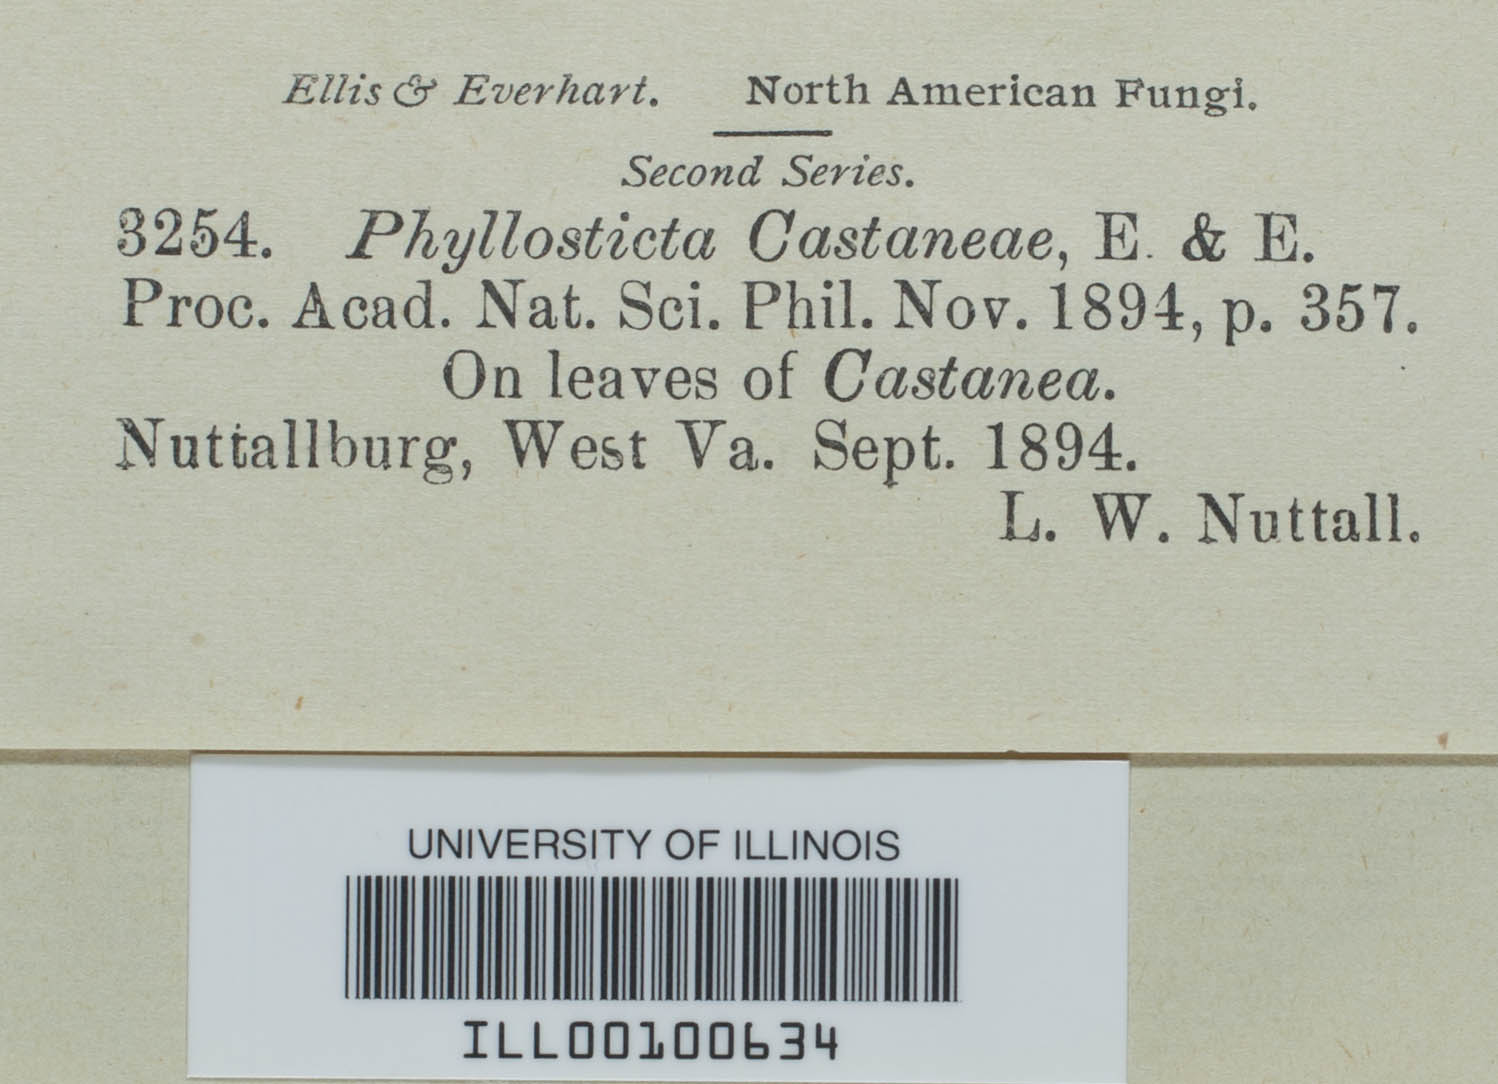 Ellis & Everhart. North American Fungi.
Second Series.
3254. Phyllosticta Castaneae, E. & E.
Proc. Acad. Nat. Sci. Phil. Nov. 1894, p. 357.
On leaves of Castanea.
Nuttallburg, West Va. Sept. 1894.
L. W. Nuttall.
UNIVERSITY OF ILLINOIS
ILL00100634